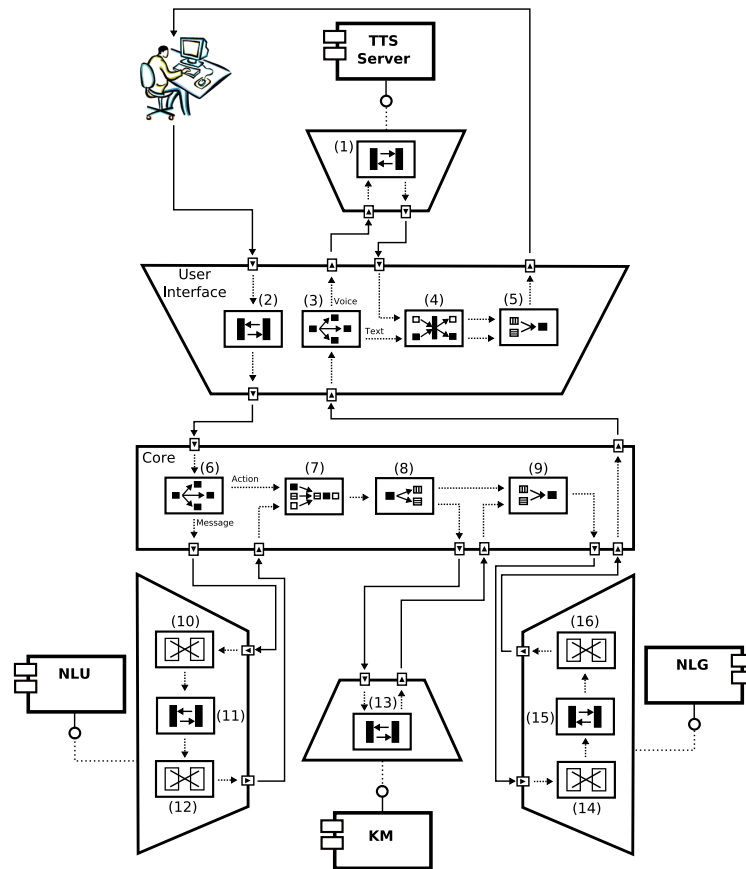 TTS
Server
(1)
User
Interface
(2)
(3)
Voice
(4)
(5)
Text
Core
(6)
Action
(7)
(8)
(9)
Message
(10)
(16)
NLU
NLG
(11)
(13)
(15)
(12)
(14)
KM